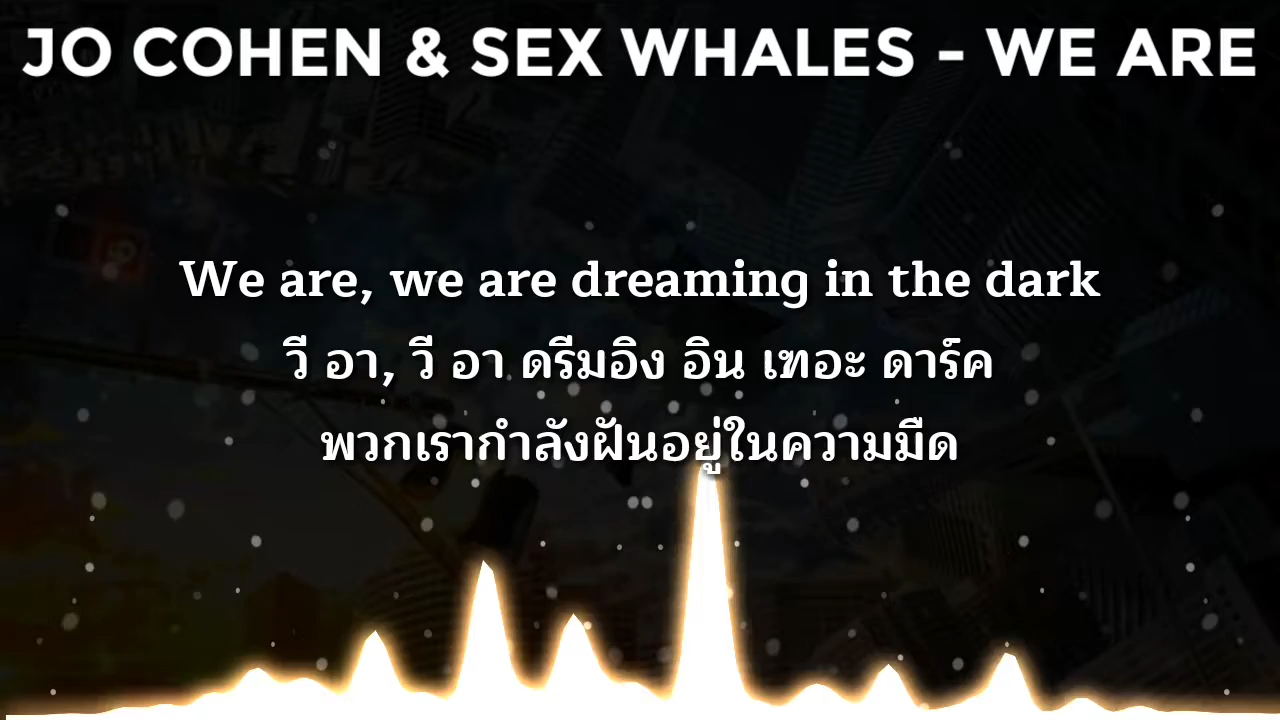 JO COHEN & SEX WHALES - WE ARE
We are, we are dreaming in the dark
วี อา, วี อา ดรีมอิง อิน เฑอะ ดาร์ค
พวกเรากำลังฝันอยู่ในความมืด